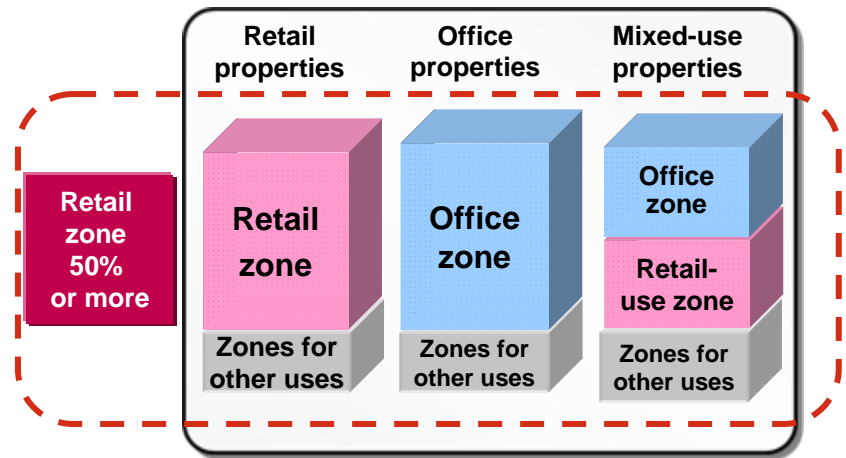 Retail
properties
Office
properties
Mixed-use
properties
Retail
zone
50%
or more
Retail
zone
Zones for
other uses
Office
zone
Zones for
other uses
Office
zone
Retail-
use zone
Zones for
other uses